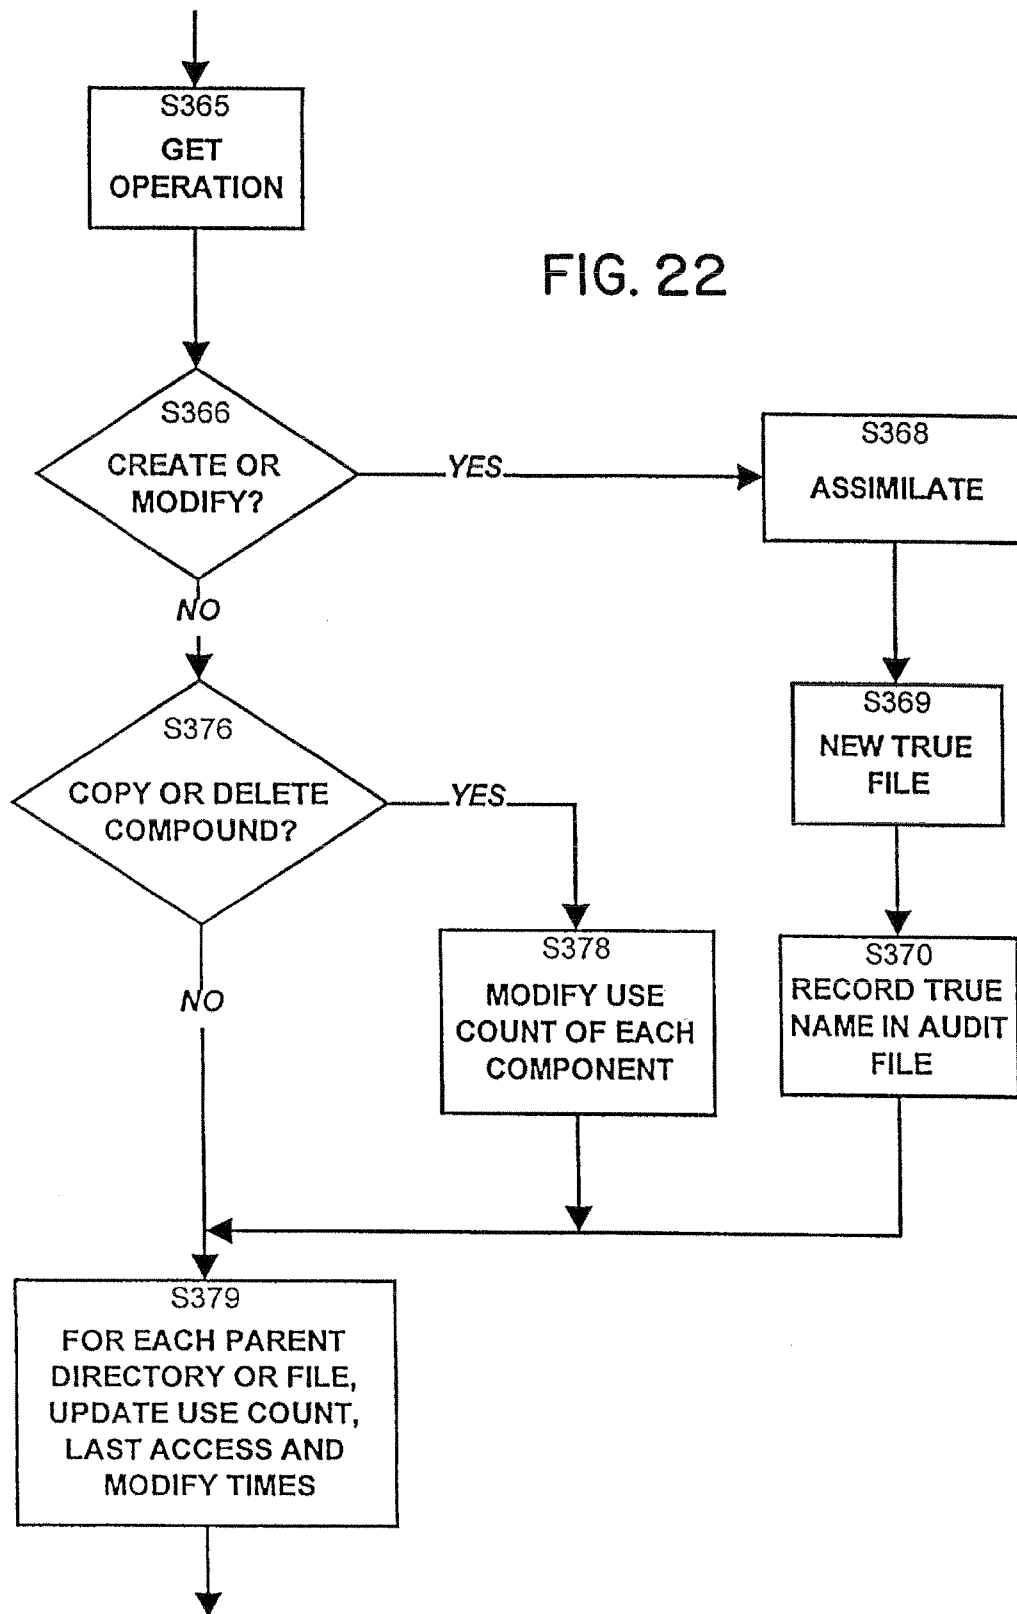 S365
GET
OPERATION
FIG. 22
S366
CREATE OR
MODIFY?
YES
S368
ASSIMILATE
NO
S369
NEW TRUE
FILE
S376
COPY OR DELETE
COMPOUND?
YES
S370
RECORD TRUE
NAME IN AUDIT
FILE
S378
MODIFY USE
COUNT OF EACH
COMPONENT
NO
S379
FOR EACH PARENT
DIRECTORY OR FILE,
UPDATE USE COUNT,
LAST ACCESS AND
MODIFY TIMES